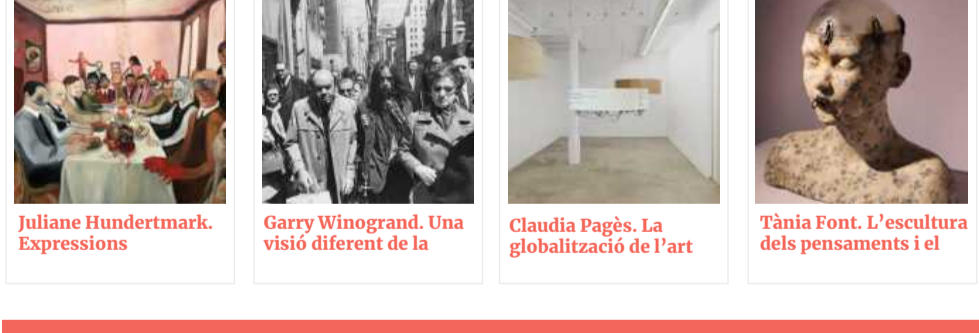 Juliane Hundertmark.
Expressions
Garry Winogrand. Una
visió diferent de la
Claudia Pagès. La
globalització de l’art
Tània Font. L’escultura
dels pensaments i el